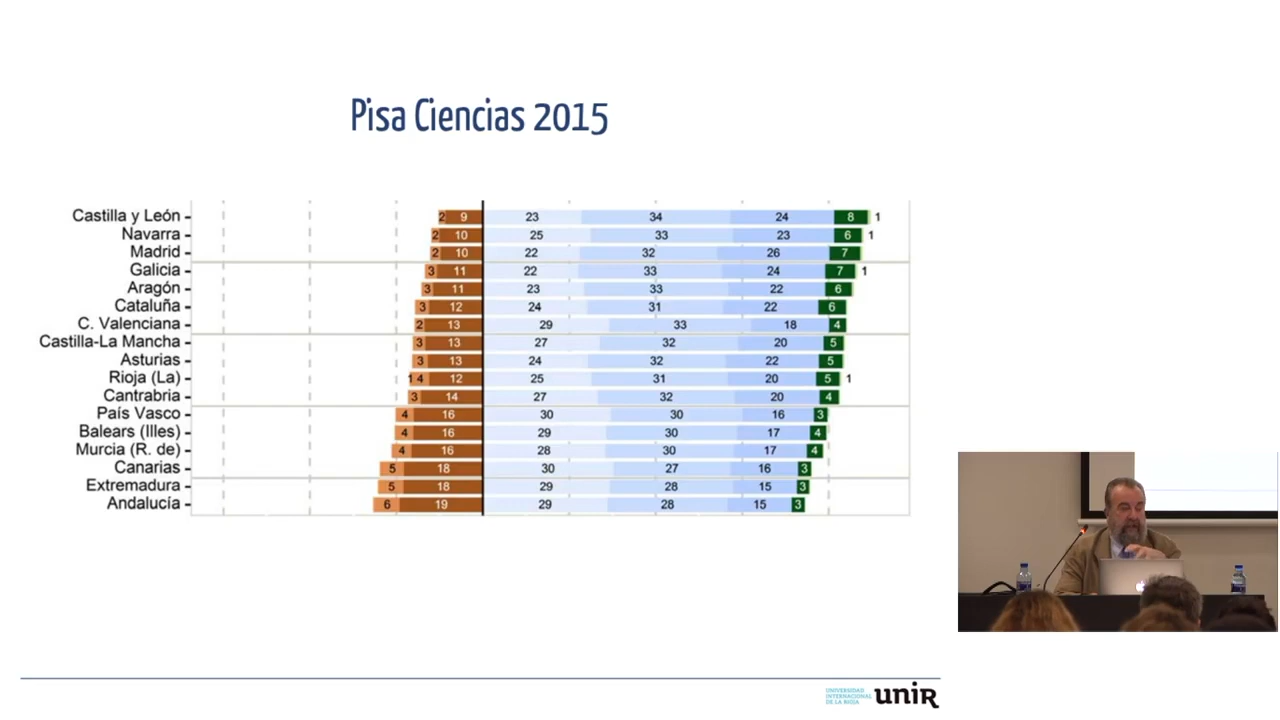 Pisa Ciencias 2015
Castilla y León 2 9 23 34 24 8 1
Navarra 2 10 25 33 23 6 1
Madrid 2 10 22 32 26 7
Galicia 3 11 22 33 24 7 1
Aragón 3 11 23 33 22 6
Cataluña 3 12 24 31 22 6
C. Valenciana 2 13 29 33 18 4
Castilla-La Mancha 3 13 27 32 20 5
Asturias 3 13 24 32 22 5
Rioja (La) 1 4 12 25 31 20 5 1
Cantrabria 3 14 27 32 20 4
País Vasco 4 16 30 30 16 3
Balears (Illes) 4 16 29 30 17 4
Murcia (R. de) 4 16 28 30 17 4
Canarias 5 18 30 27 16 3
Extremadura 5 18 29 28 15 3
Andalucía 6 19 29 28 15 3
UNIVERSIDAD
INTERNACIONAL
DE LA RIOJA
unir